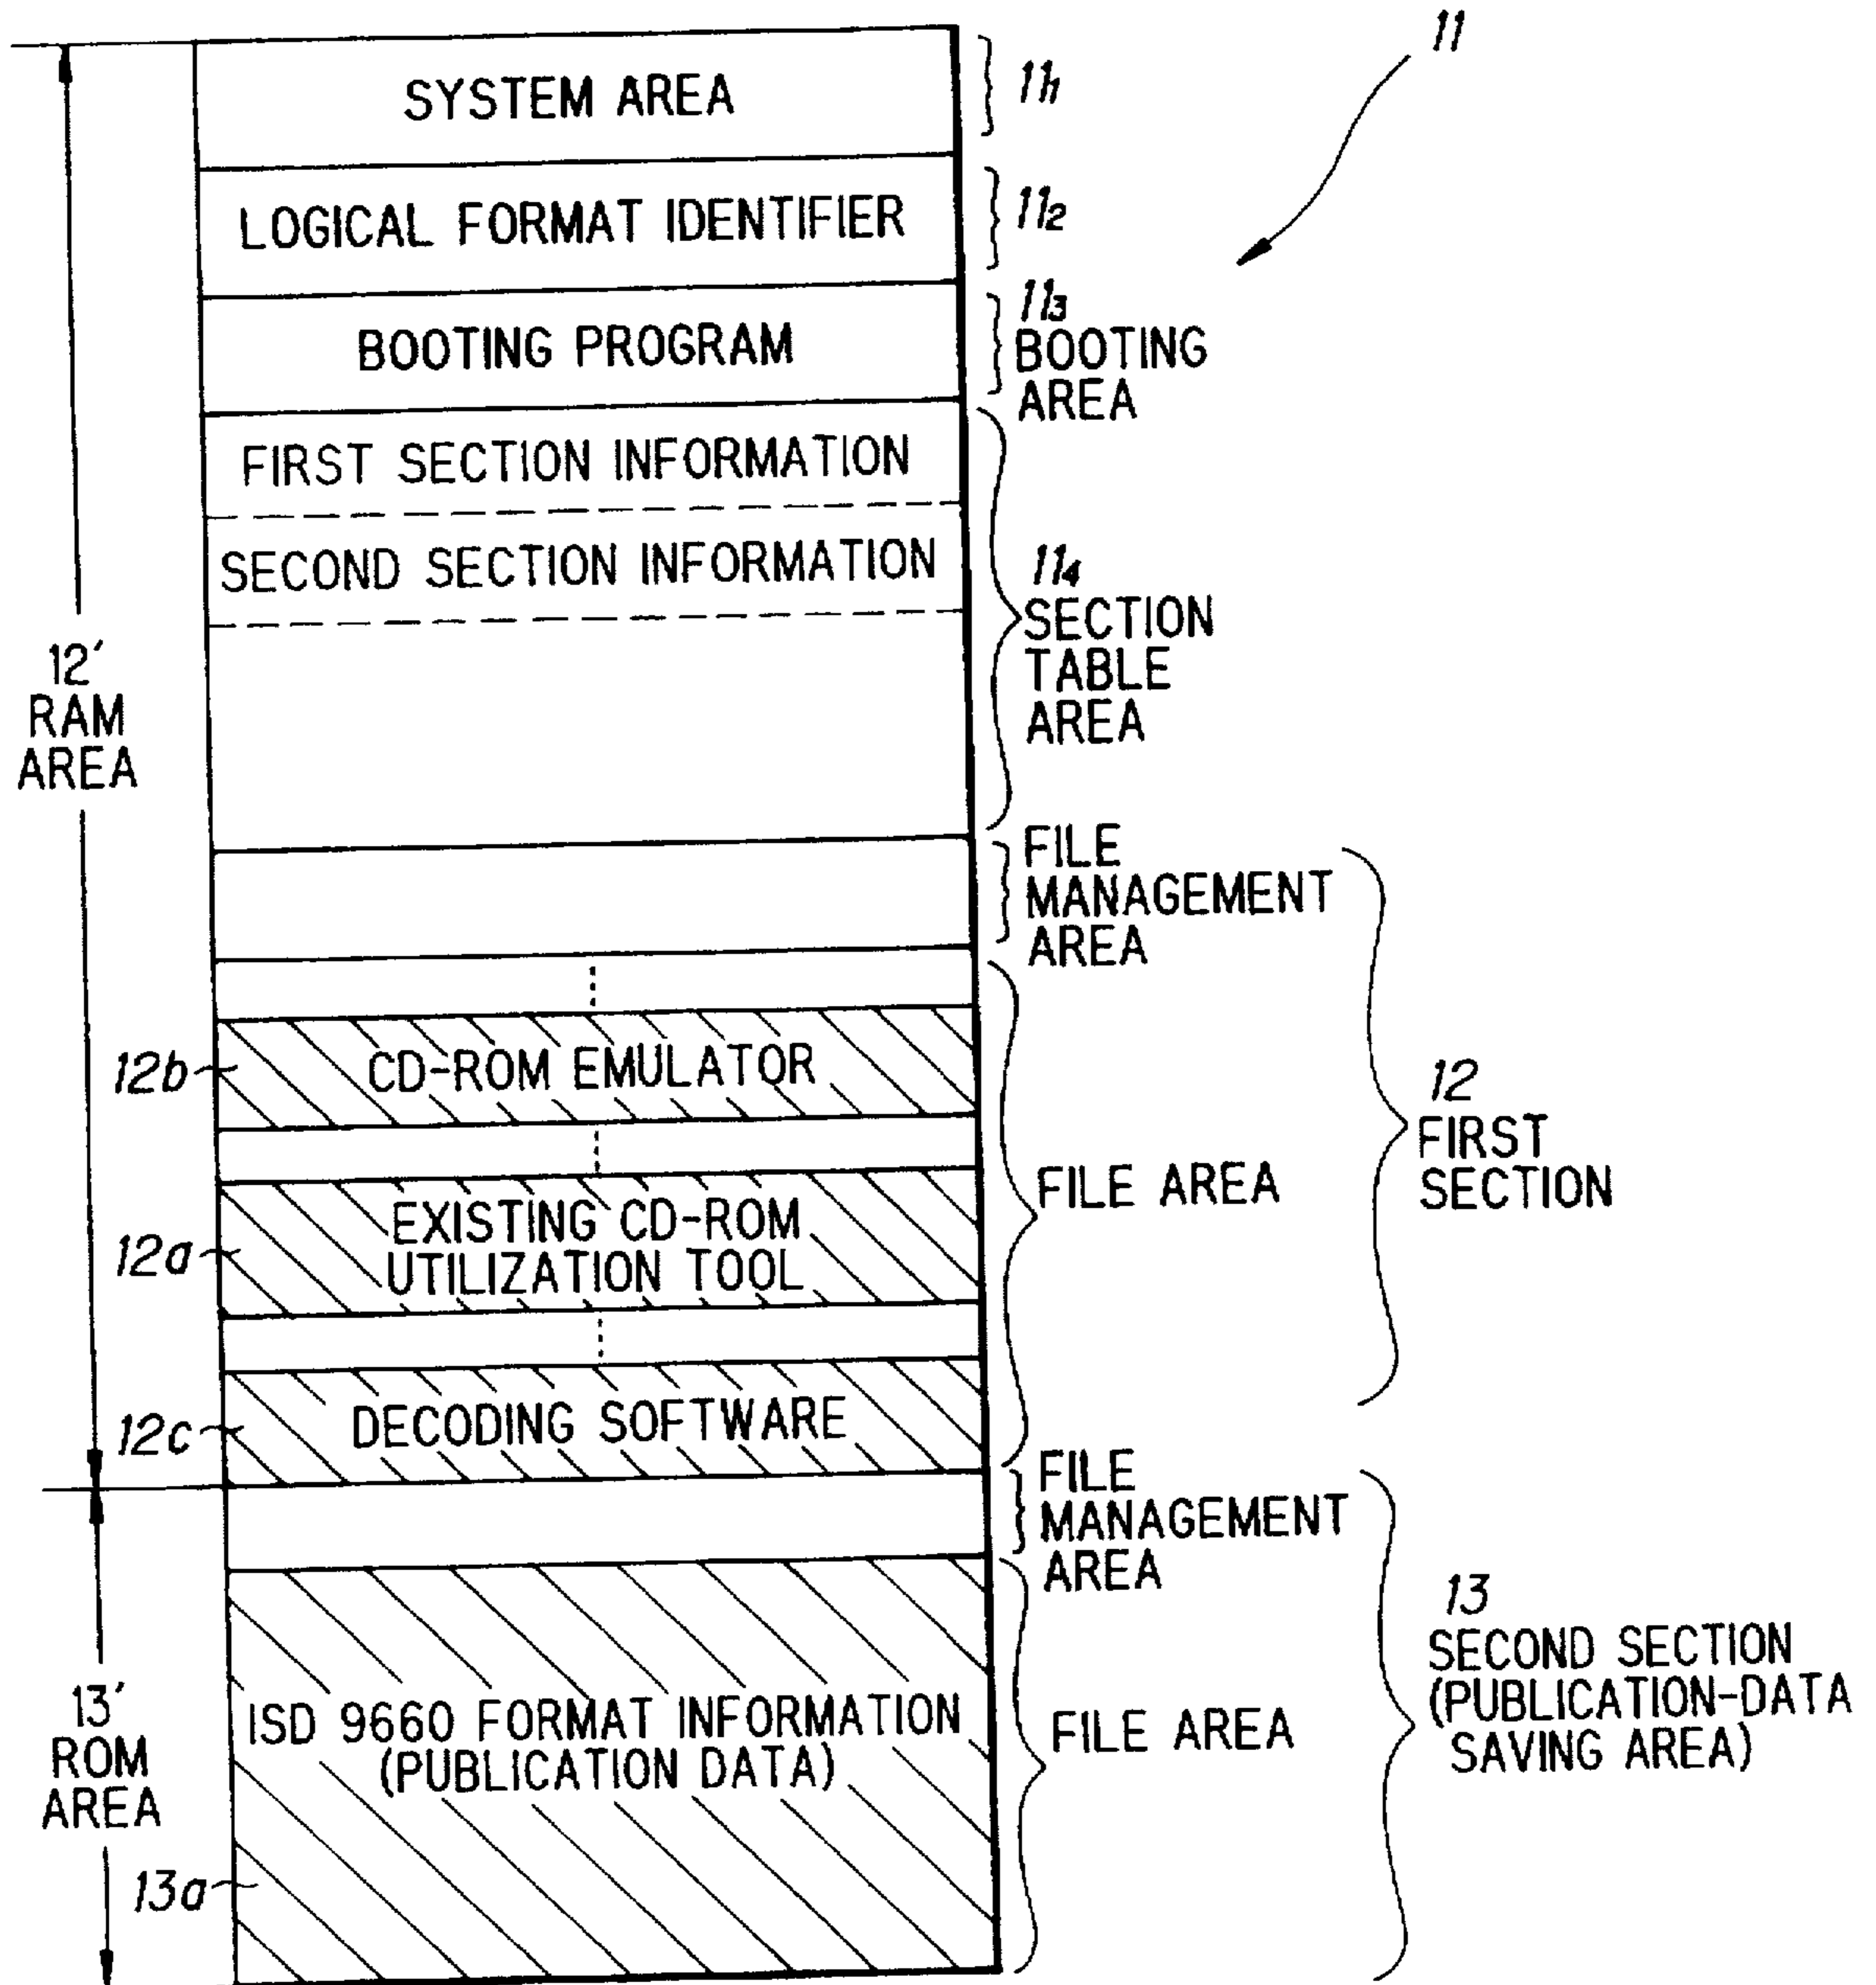 11
SYSTEM AREA
11h
LOGICAL FORMAT IDENTIFIER
112
BOOTING PROGRAM
113
BOOTING
AREA
FIRST SECTION INFORMATION
SECOND SECTION INFORMATION
114
SECTION
TABLE
AREA
12'
RAM
AREA
FILE
MANAGEMENT
AREA
12b
CD-ROM EMULATOR
12
FIRST
SECTION
FILE AREA
12a
EXISTING CD-ROM
UTILIZATION TOOL
12c
DECODING SOFTWARE
FILE
MANAGEMENT
AREA
13
SECOND SECTION
(PUBLICATION-DATA
SAVING AREA)
13'
ROM
AREA
ISD 9660 FORMAT INFORMATION
(PUBLICATION DATA)
FILE AREA
13a